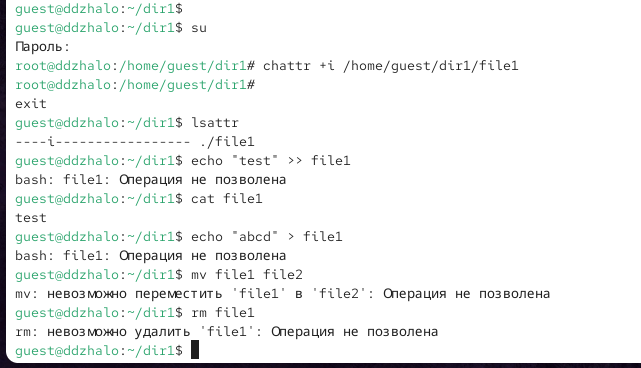 guest@ddzhalo:~/dir1$
guest@ddzhalo:~/dir1$ su
Пароль:
root@ddzhalo:/home/guest/dir1# chattr +i /home/guest/dir1/file1
root@ddzhalo:/home/guest/dir1#
exit
guest@ddzhalo:~/dir1$ lsattr
----i----------------- ./file1
guest@ddzhalo:~/dir1$ echo "test" >> file1
bash: file1: Операция не позволена
guest@ddzhalo:~/dir1$ cat file1
test
guest@ddzhalo:~/dir1$ echo "abcd" > file1
bash: file1: Операция не позволена
guest@ddzhalo:~/dir1$ mv file1 file2
mv: невозможно переместить 'file1' в 'file2': Операция не позволена
guest@ddzhalo:~/dir1$ rm file1
rm: невозможно удалить 'file1': Операция не позволена
guest@ddzhalo:~/dir1$